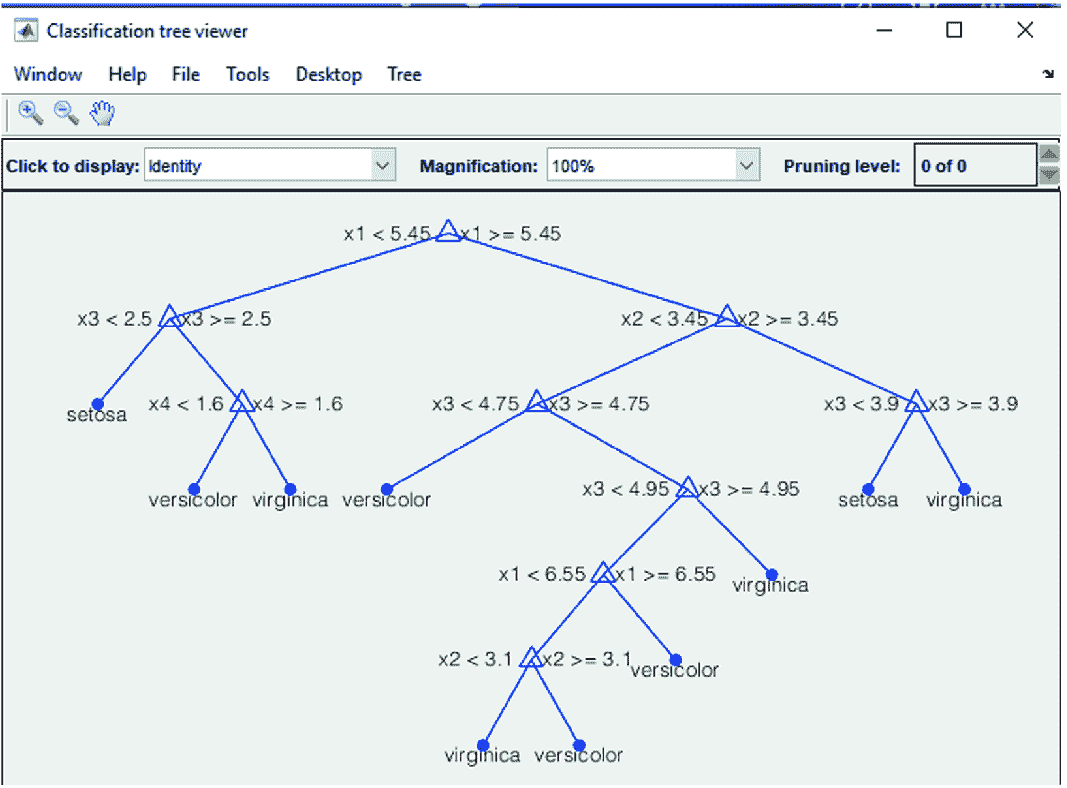 Classification tree viewer
Window Help File Tools Desktop Tree
Click to display: Identity Magnification: 100% Pruning level: 0 of 0
x1 < 5.45 x1 >= 5.45
x3 < 2.5 x3 >= 2.5 x2 < 3.45 x2 >= 3.45
setosa x4 < 1.6 x4 >= 1.6 x3 < 4.75 x3 >= 4.75 x3 < 3.9 x3 >= 3.9
versicolor virginica versicolor x3 < 4.95 x3 >= 4.95 setosa virginica
x1 < 6.55 x1 >= 6.55 virginica
x2 < 3.1 x2 >= 3.1 versicolor
virginica versicolor